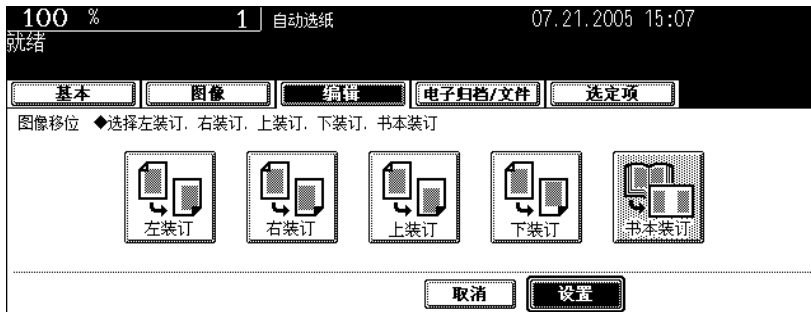 100 % 1 自动选纸 07.21.2005 15:07
就绪
基本 图像 编辑 电子归档/文件 选定项
图像移位 ◆选择左装订, 右装订, 上装订, 下装订, 书本装订
左装订 右装订 上装订 下装订 书本装订
取消 设置